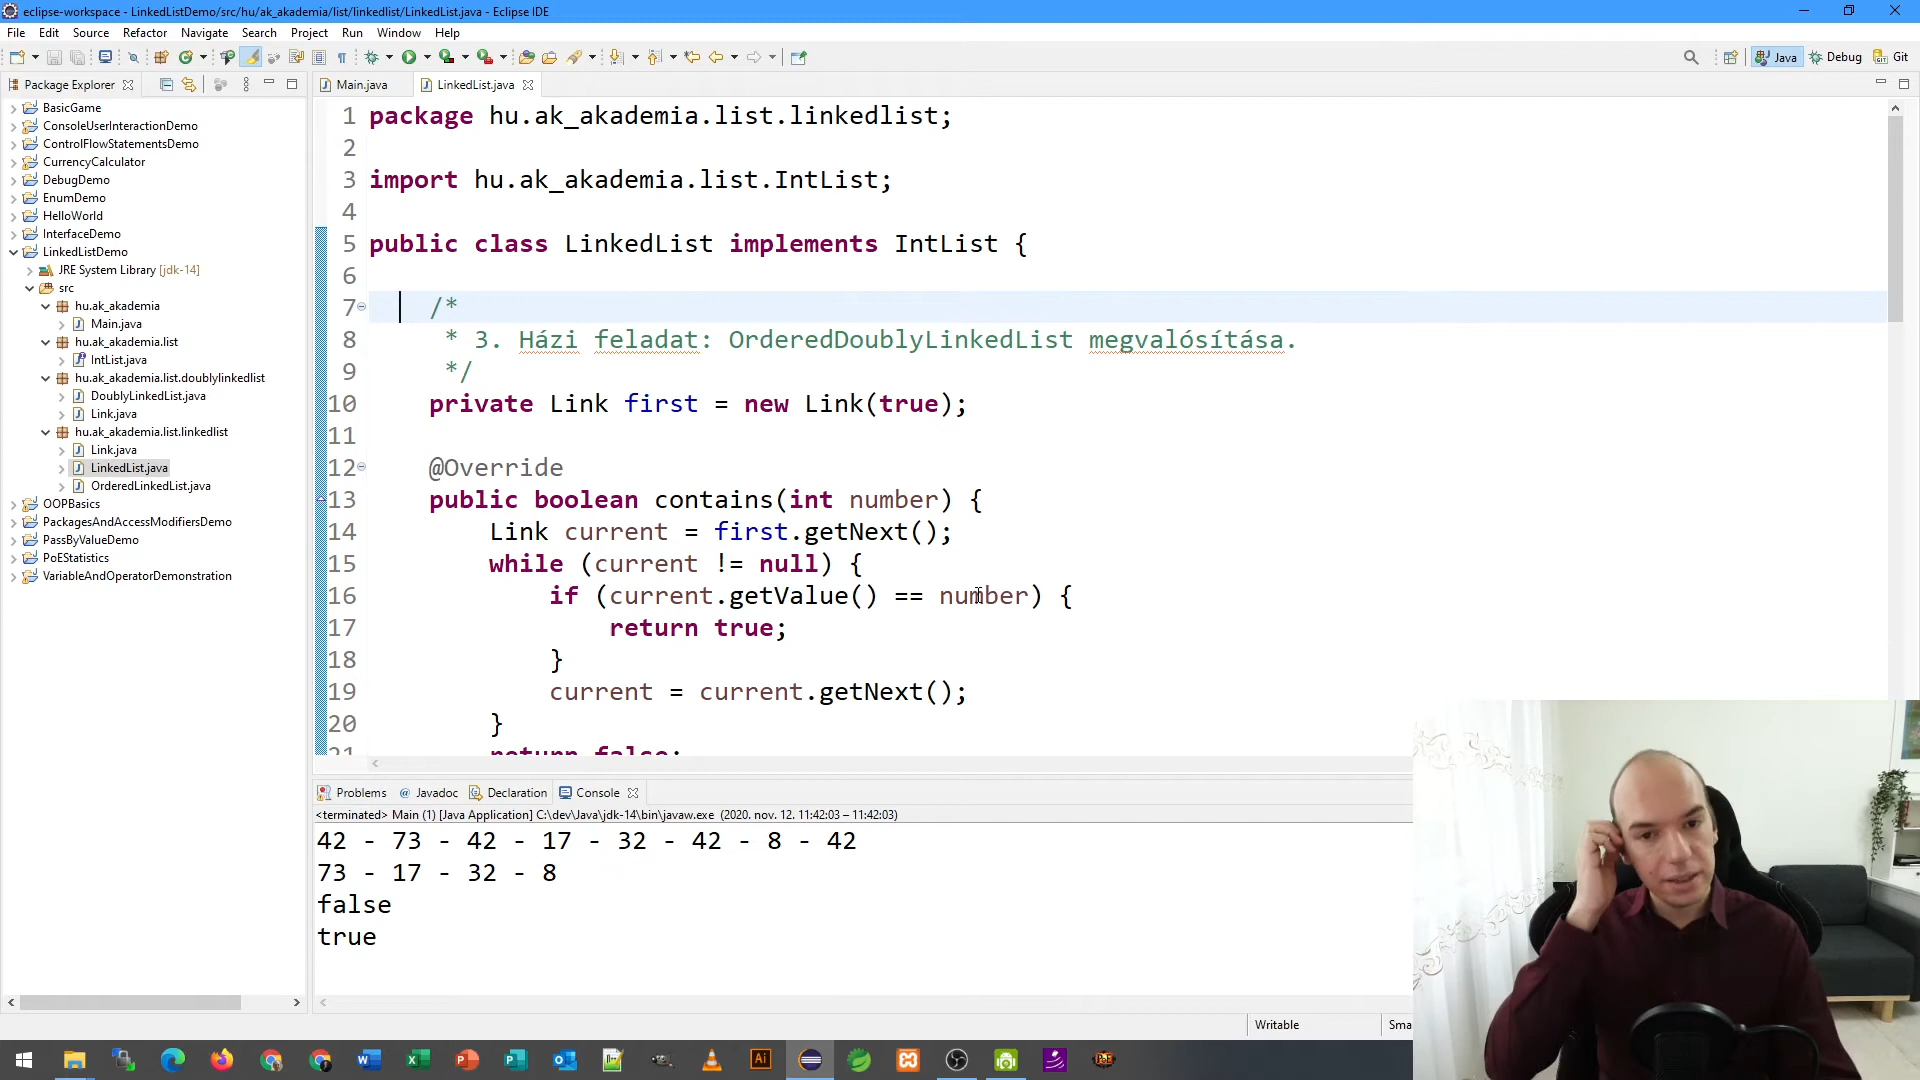 eclipse-workspace - LinkedListDemo/src/hu/ak_akademia/list/linkedlist/LinkedList.java - Eclipse IDE
File Edit Source Refactor Navigate Search Project Run Window Help
Java Debug Git
Package Explorer
BasicGame
ConsoleUserInteractionDemo
ControlFlowStatementsDemo
CurrencyCalculator
DebugDemo
EnumDemo
HelloWorld
InterfaceDemo
LinkedListDemo
JRE System Library [jdk-14]
src
hu.ak_akademia
Main.java
hu.ak_akademia.list
IntList.java
hu.ak_akademia.list.doublylinkedlist
DoublyLinkedList.java
Link.java
hu.ak_akademia.list.linkedlist
Link.java
LinkedList.java
OrderedLinkedList.java
OOPBasics
PackagesAndAccessModifiersDemo
PassByValueDemo
PoEStatistics
VariableAndOperatorDemonstration
Main.java LinkedList.java
1 package hu.ak_akademia.list.linkedlist;
2
3 import hu.ak_akademia.list.IntList;
4
5 public class LinkedList implements IntList {
6
7 /*
8 * 3. Házi feladat: OrderedDoublyLinkedList megvalósítása.
9 */
10 private Link first = new Link(true);
11
12 @Override
13 public boolean contains(int number) {
14 Link current = first.getNext();
15 while (current != null) {
16 if (current.getValue() == number) {
17 return true;
18 }
19 current = current.getNext();
20 }
21 return false;
Problems Javadoc Declaration Console
<terminated> Main (1) [Java Application] C:\dev\Java\jdk-14\bin\javaw.exe (2020. nov. 12. 11:42:03 – 11:42:03)
42 - 73 - 42 - 17 - 32 - 42 - 8 - 42
73 - 17 - 32 - 8
false
true
Writable Sma